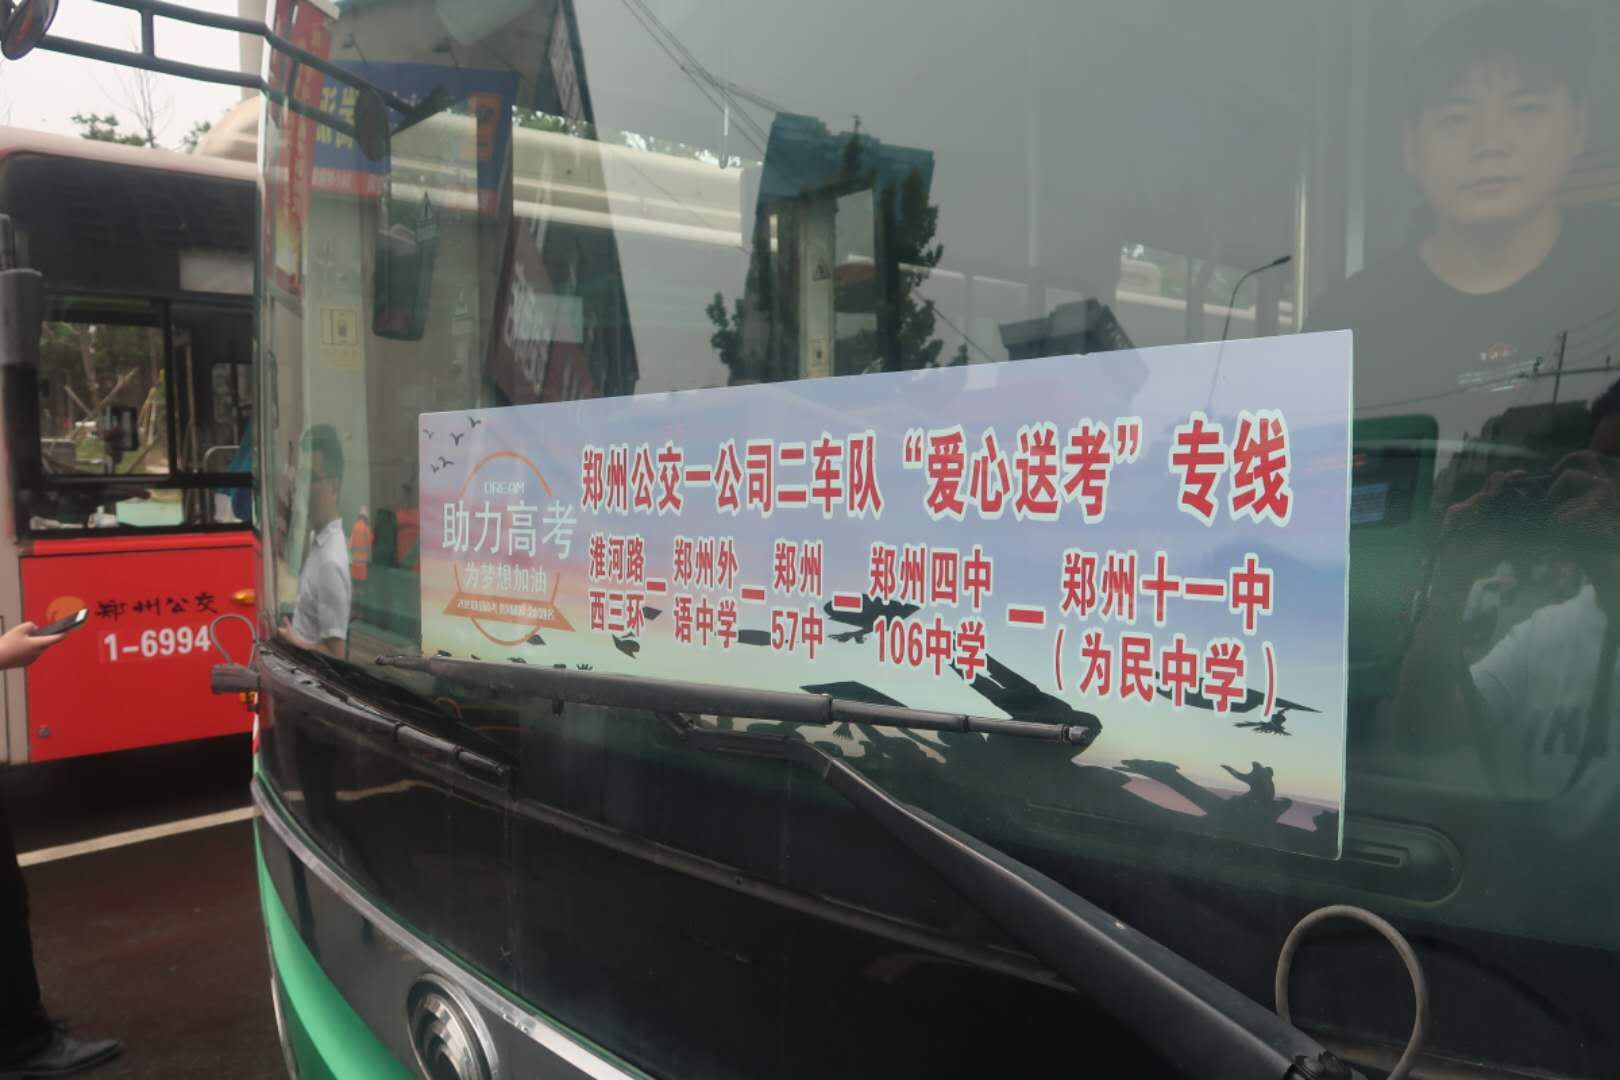 郑州公交一公司二车队“爱心送考”专线
DREAM
助力高考
为梦想加油
淮河路西三环—郑州外语中学—郑州57中—郑州四中106中学—郑州十一中（为民中学）
郑州公交
1-6994